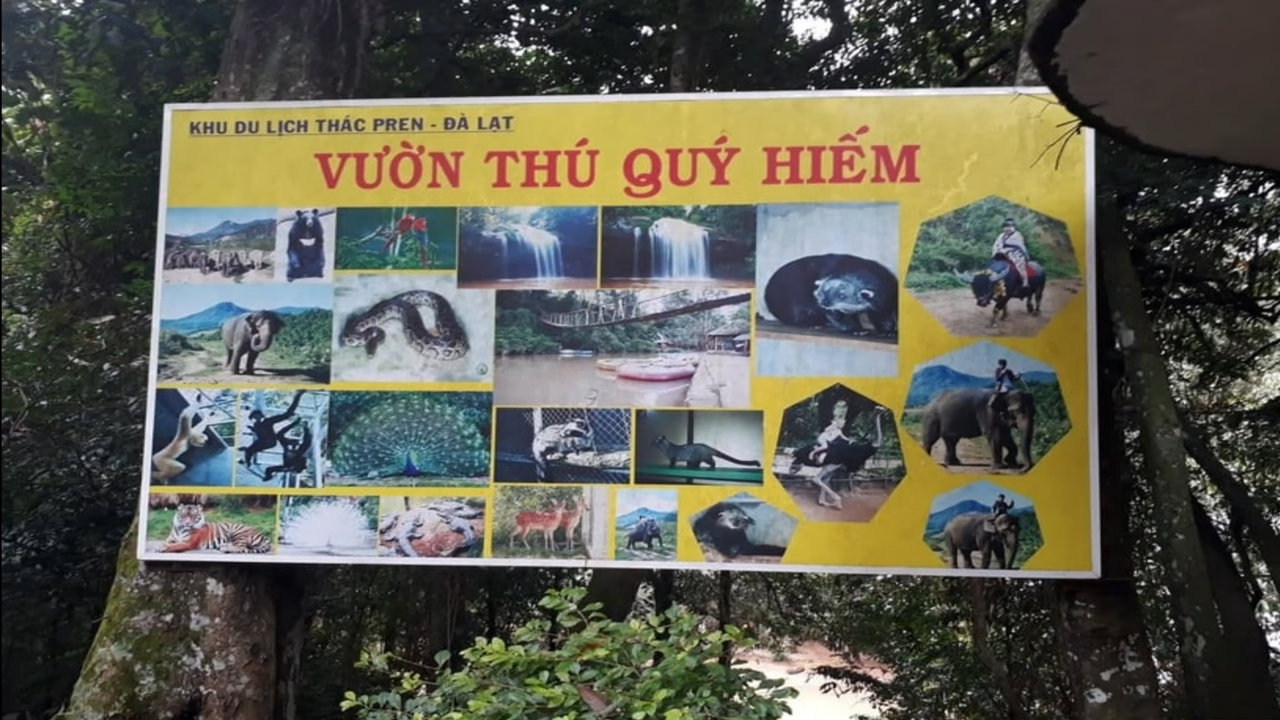 KHU DU LỊCH THÁC PREN - ĐÀ LẠT
VƯỜN THÚ QUÝ HIẾM